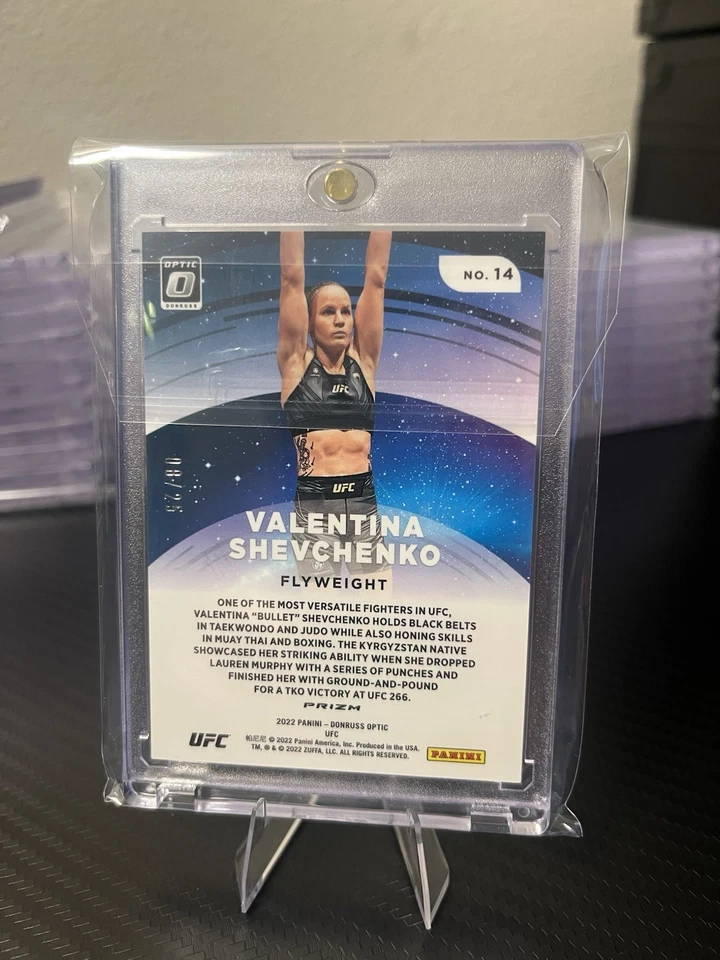 OPTIC
O
DONRUSS
NO. 14
UFC
UFC
08/25
VALENTINA
SHEVCHENKO
FLYWEIGHT
ONE OF THE MOST VERSATILE FIGHTERS IN UFC,
VALENTINA “BULLET” SHEVCHENKO HOLDS BLACK BELTS
IN TAEKWONDO AND JUDO WHILE ALSO HONING SKILLS
IN MUAY THAI AND BOXING. THE KYRGYZSTAN NATIVE
SHOWCASED HER STRIKING ABILITY WHEN SHE DROPPED
LAUREN MURPHY WITH A SERIES OF PUNCHES AND
FINISHED HER WITH GROUND-AND-POUND
FOR A TKO VICTORY AT UFC 266.
PRIZM
2022 PANINI – DONRUSS OPTIC
UFC
帕尼尼 © 2022 Panini America, Inc. Produced in the USA.
TM, ® & © 2022 ZUFFA, LLC. ALL RIGHTS RESERVED.
UFC
PANINI